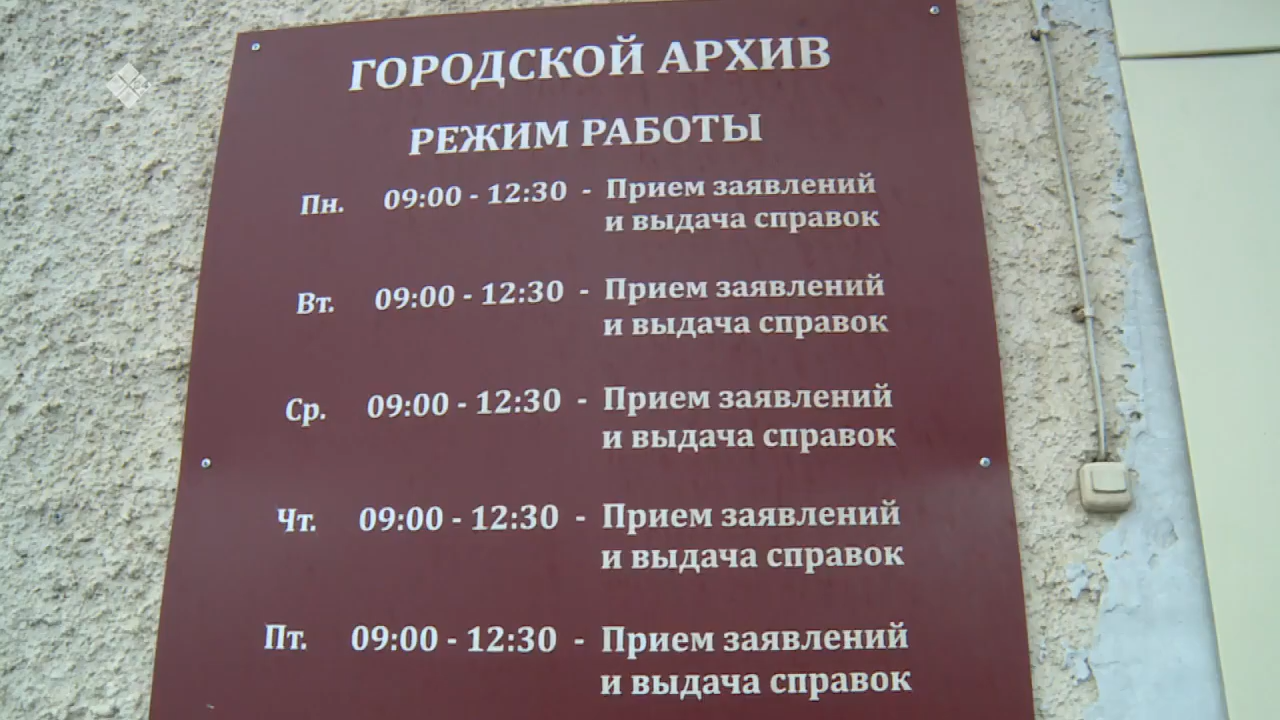 ГОРОДСКОЙ АРХИВ
РЕЖИМ РАБОТЫ
Пн. 09:00 - 12:30 - Прием заявлений
и выдача справок
Вт. 09:00 - 12:30 - Прием заявлений
и выдача справок
Ср. 09:00 - 12:30 - Прием заявлений
и выдача справок
Чт. 09:00 - 12:30 - Прием заявлений
и выдача справок
Пт. 09:00 - 12:30 - Прием заявлений
и выдача справок